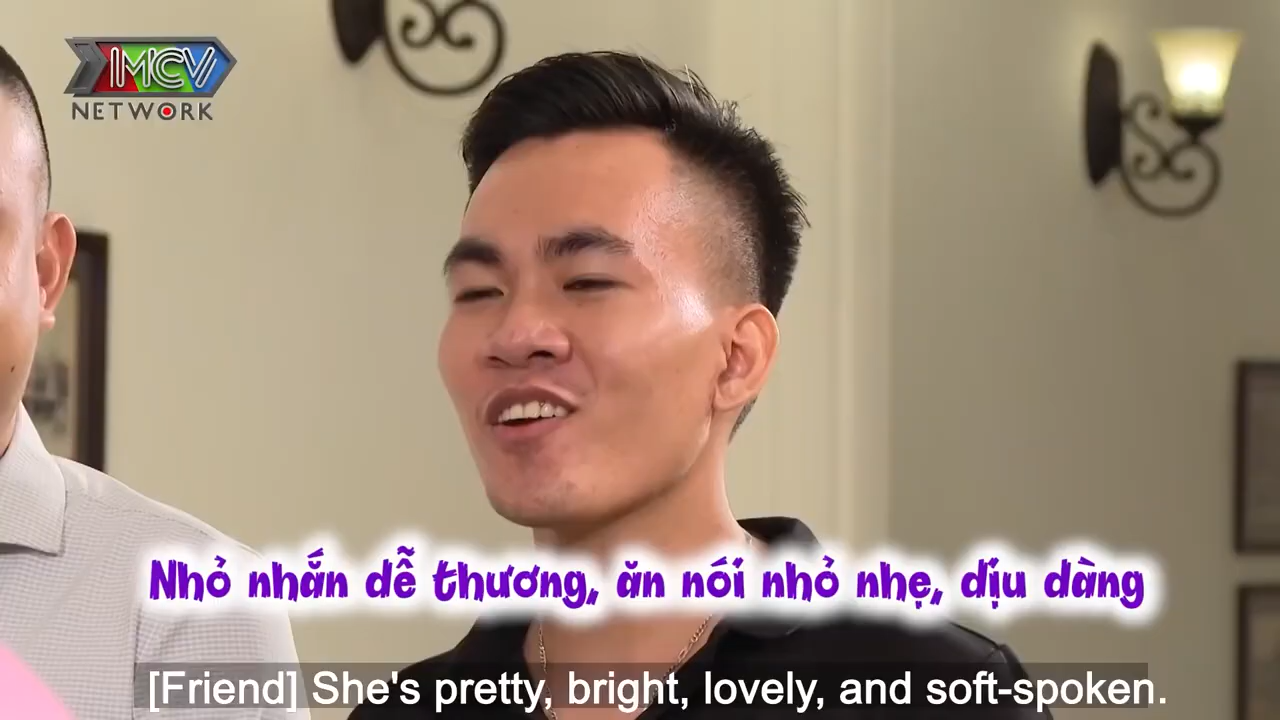 MCV
NETWORK
Nhỏ nhắn dễ thương, ăn nói nhỏ nhẹ, dịu dàng
[Friend] She's pretty, bright, lovely, and soft-spoken.